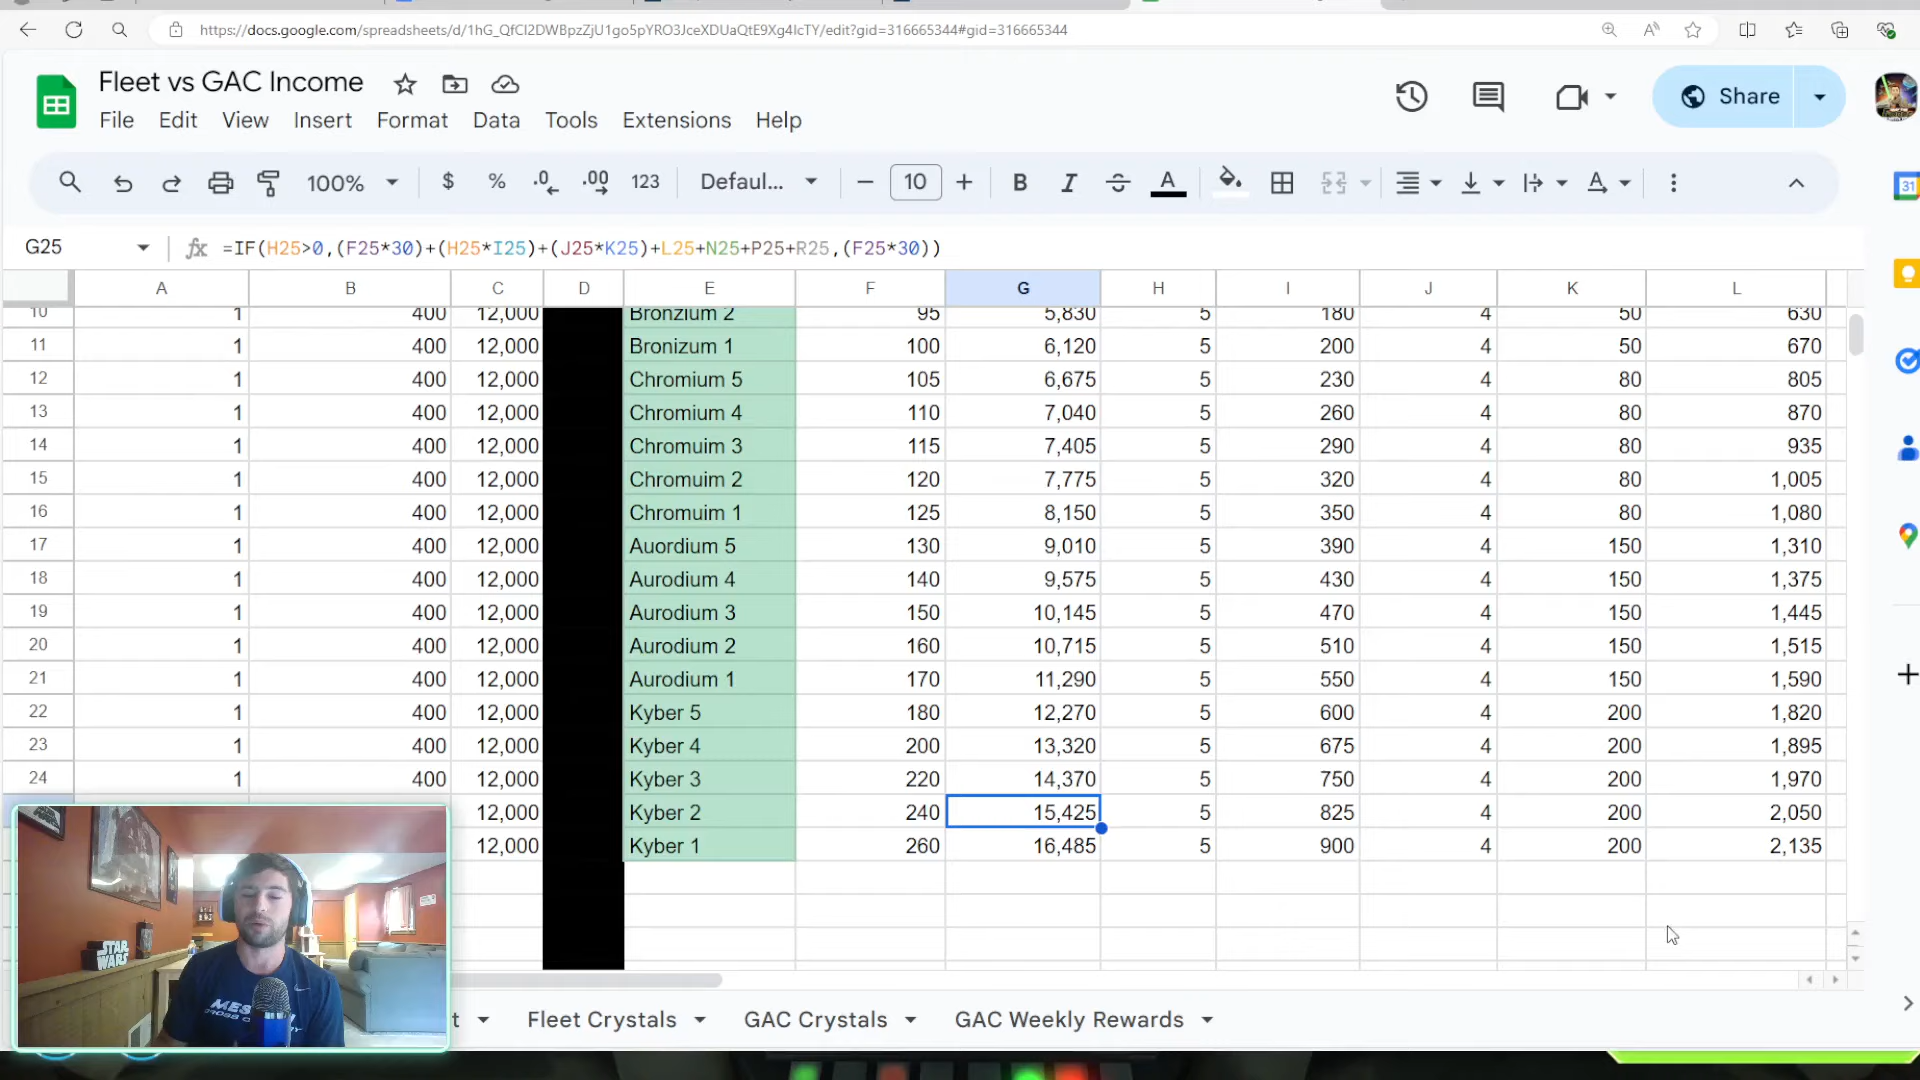 https://docs.google.com/spreadsheets/d/1hG_QfCI2DWBpzZjU1go5pYRO3JceXDUaQtE9Xg4IcTY/edit?gid=316665344#gid=316665344
Fleet vs GAC Income
File Edit View Insert Format Data Tools Extensions Help
Share
100% $ % .0 .00 123 Defaul... 10 B I S A
31
G25 fx =IF(H25>0,(F25*30)+(H25*I25)+(J25*K25)+L25+N25+P25+R25,(F25*30))
A B C D E F G H I J K L
10 1 400 12,000 Bronzium 2 95 5,830 5 180 4 50 630
11 1 400 12,000 Bronizum 1 100 6,120 5 200 4 50 670
12 1 400 12,000 Chromium 5 105 6,675 5 230 4 80 805
13 1 400 12,000 Chromium 4 110 7,040 5 260 4 80 870
14 1 400 12,000 Chromuim 3 115 7,405 5 290 4 80 935
15 1 400 12,000 Chromuim 2 120 7,775 5 320 4 80 1,005
16 1 400 12,000 Chromuim 1 125 8,150 5 350 4 80 1,080
17 1 400 12,000 Auordium 5 130 9,010 5 390 4 150 1,310
18 1 400 12,000 Aurodium 4 140 9,575 5 430 4 150 1,375
19 1 400 12,000 Aurodium 3 150 10,145 5 470 4 150 1,445
20 1 400 12,000 Aurodium 2 160 10,715 5 510 4 150 1,515
21 1 400 12,000 Aurodium 1 170 11,290 5 550 4 150 1,590
22 1 400 12,000 Kyber 5 180 12,270 5 600 4 200 1,820
23 1 400 12,000 Kyber 4 200 13,320 5 675 4 200 1,895
24 1 400 12,000 Kyber 3 220 14,370 5 750 4 200 1,970
12,000 Kyber 2 240 15,425 5 825 4 200 2,050
12,000 Kyber 1 260 16,485 5 900 4 200 2,135
STAR
WARS
t Fleet Crystals GAC Crystals GAC Weekly Rewards